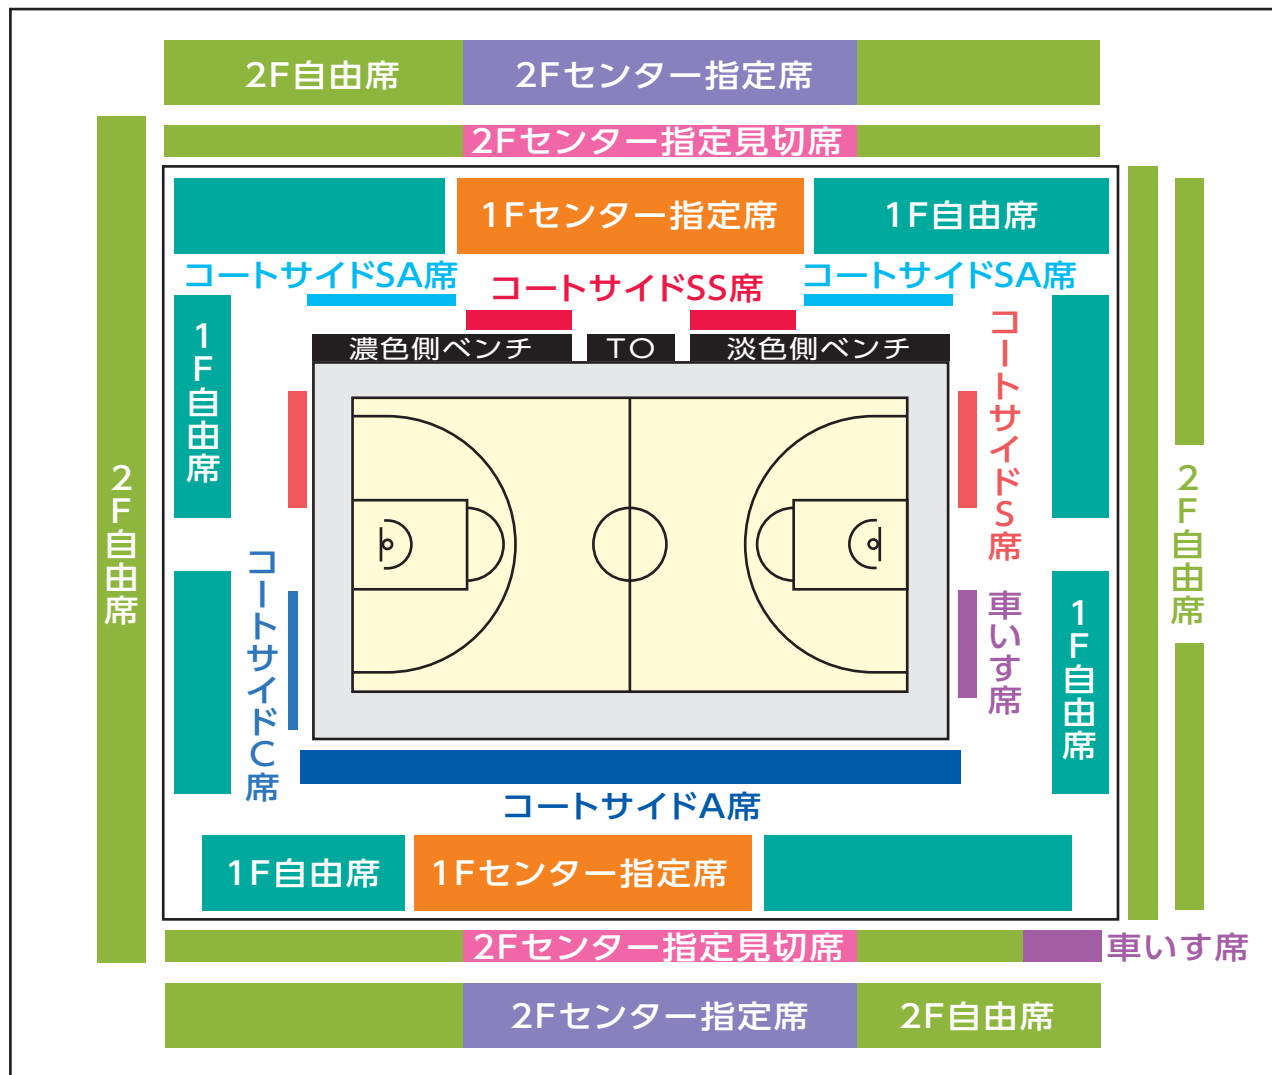 2F自由席
2Fセンター指定席
2Fセンター指定見切席
1Fセンター指定席
1F自由席
コートサイドSA席
コートサイドSS席
コートサイドSA席
濃色側ベンチ
TO
淡色側ベンチ
1F自由席
コートサイドS席
2F自由席
2F自由席
コートサイドC席
車いす席
1F自由席
コートサイドA席
1F自由席
1Fセンター指定席
2Fセンター指定見切席
車いす席
2Fセンター指定席
2F自由席